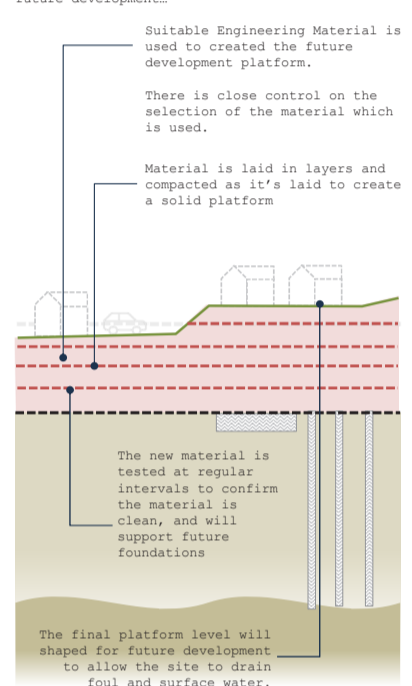 future development…
Suitable Engineering Material is
used to created the future
development platform.
There is close control on the
selection of the material which
is used.
Material is laid in layers and
compacted as it’s laid to create
a solid platform
The new material is
tested at regular
intervals to confirm
the material is
clean, and will
support future
foundations
The final platform level will
shaped for future development
to allow the site to drain
foul and surface water.